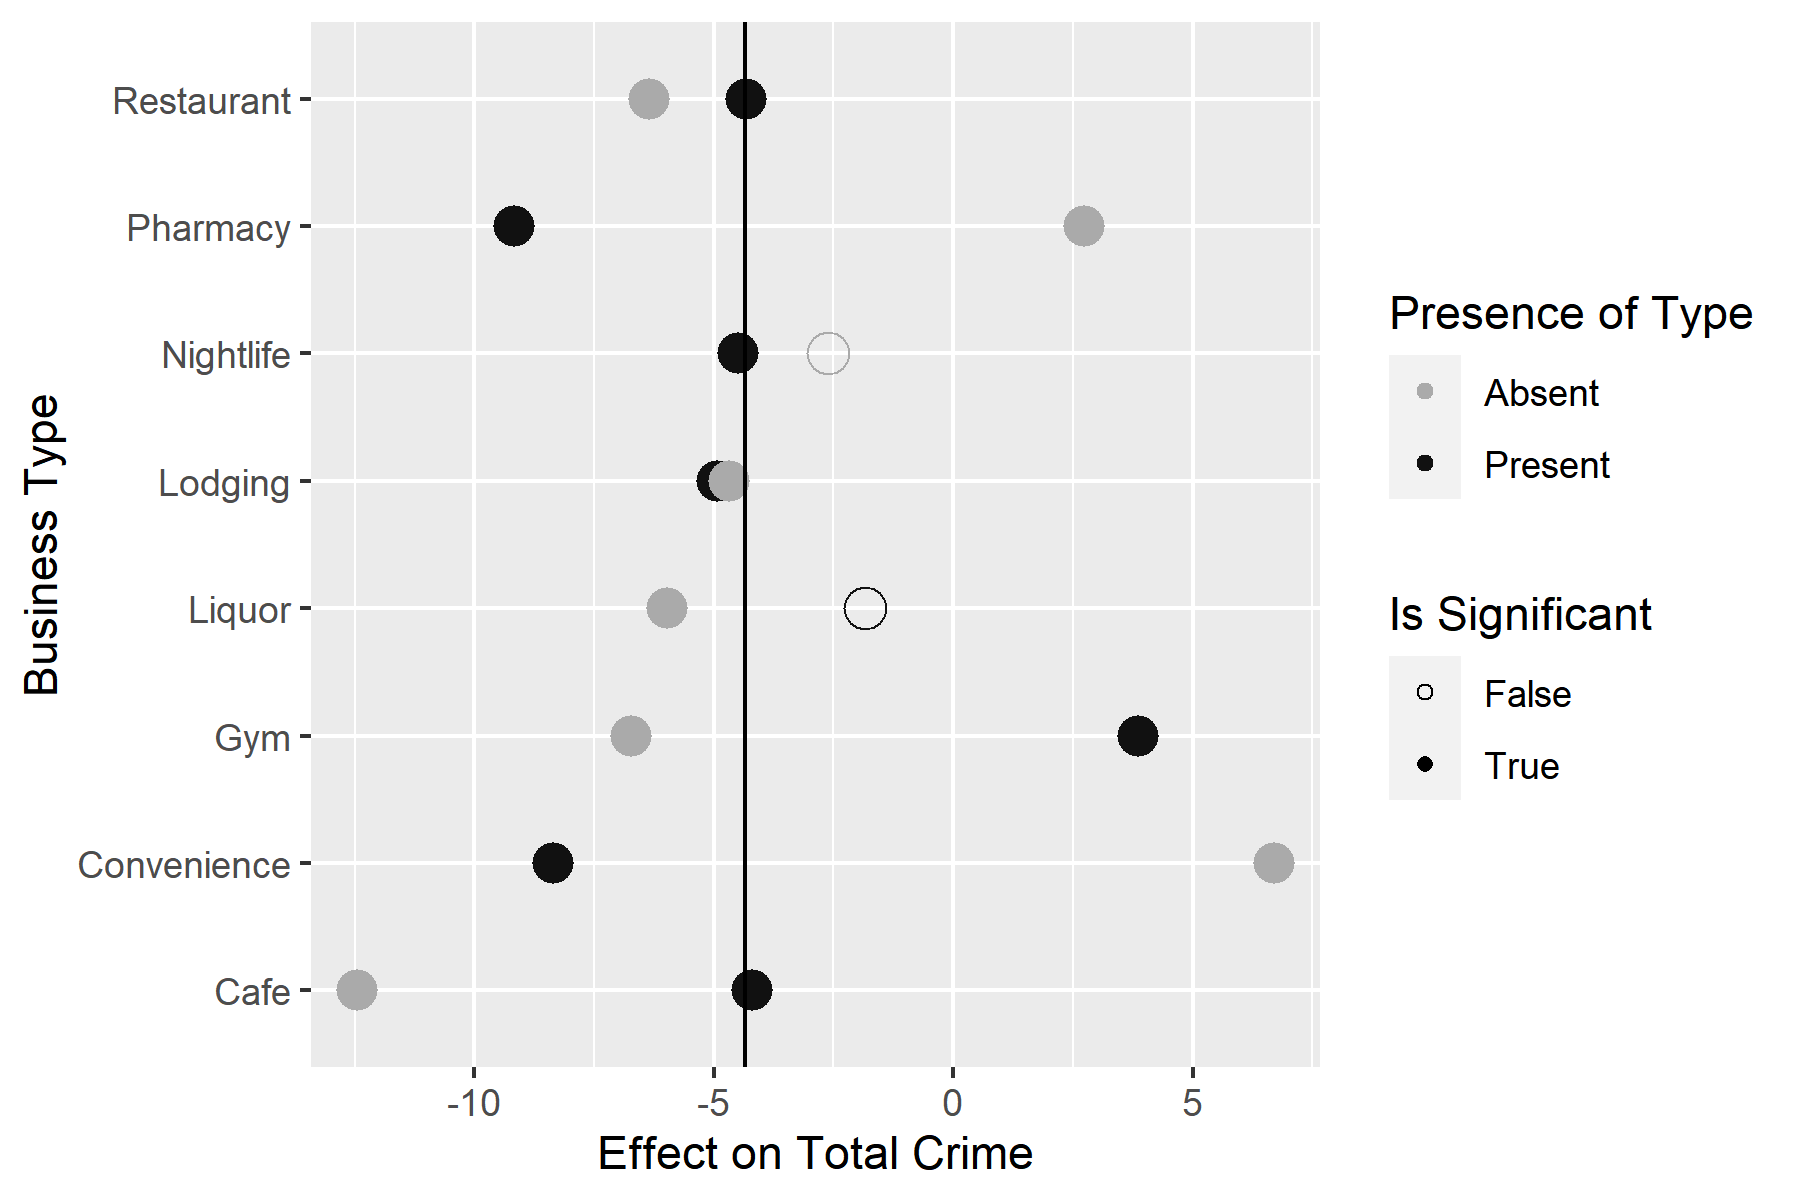 Restaurant
Pharmacy
Nightlife
Lodging
Liquor
Gym
Convenience
Cafe
Business Type
-10
-5
0
5
Effect on Total Crime
Presence of Type
Absent
Present
Is Significant
False
True